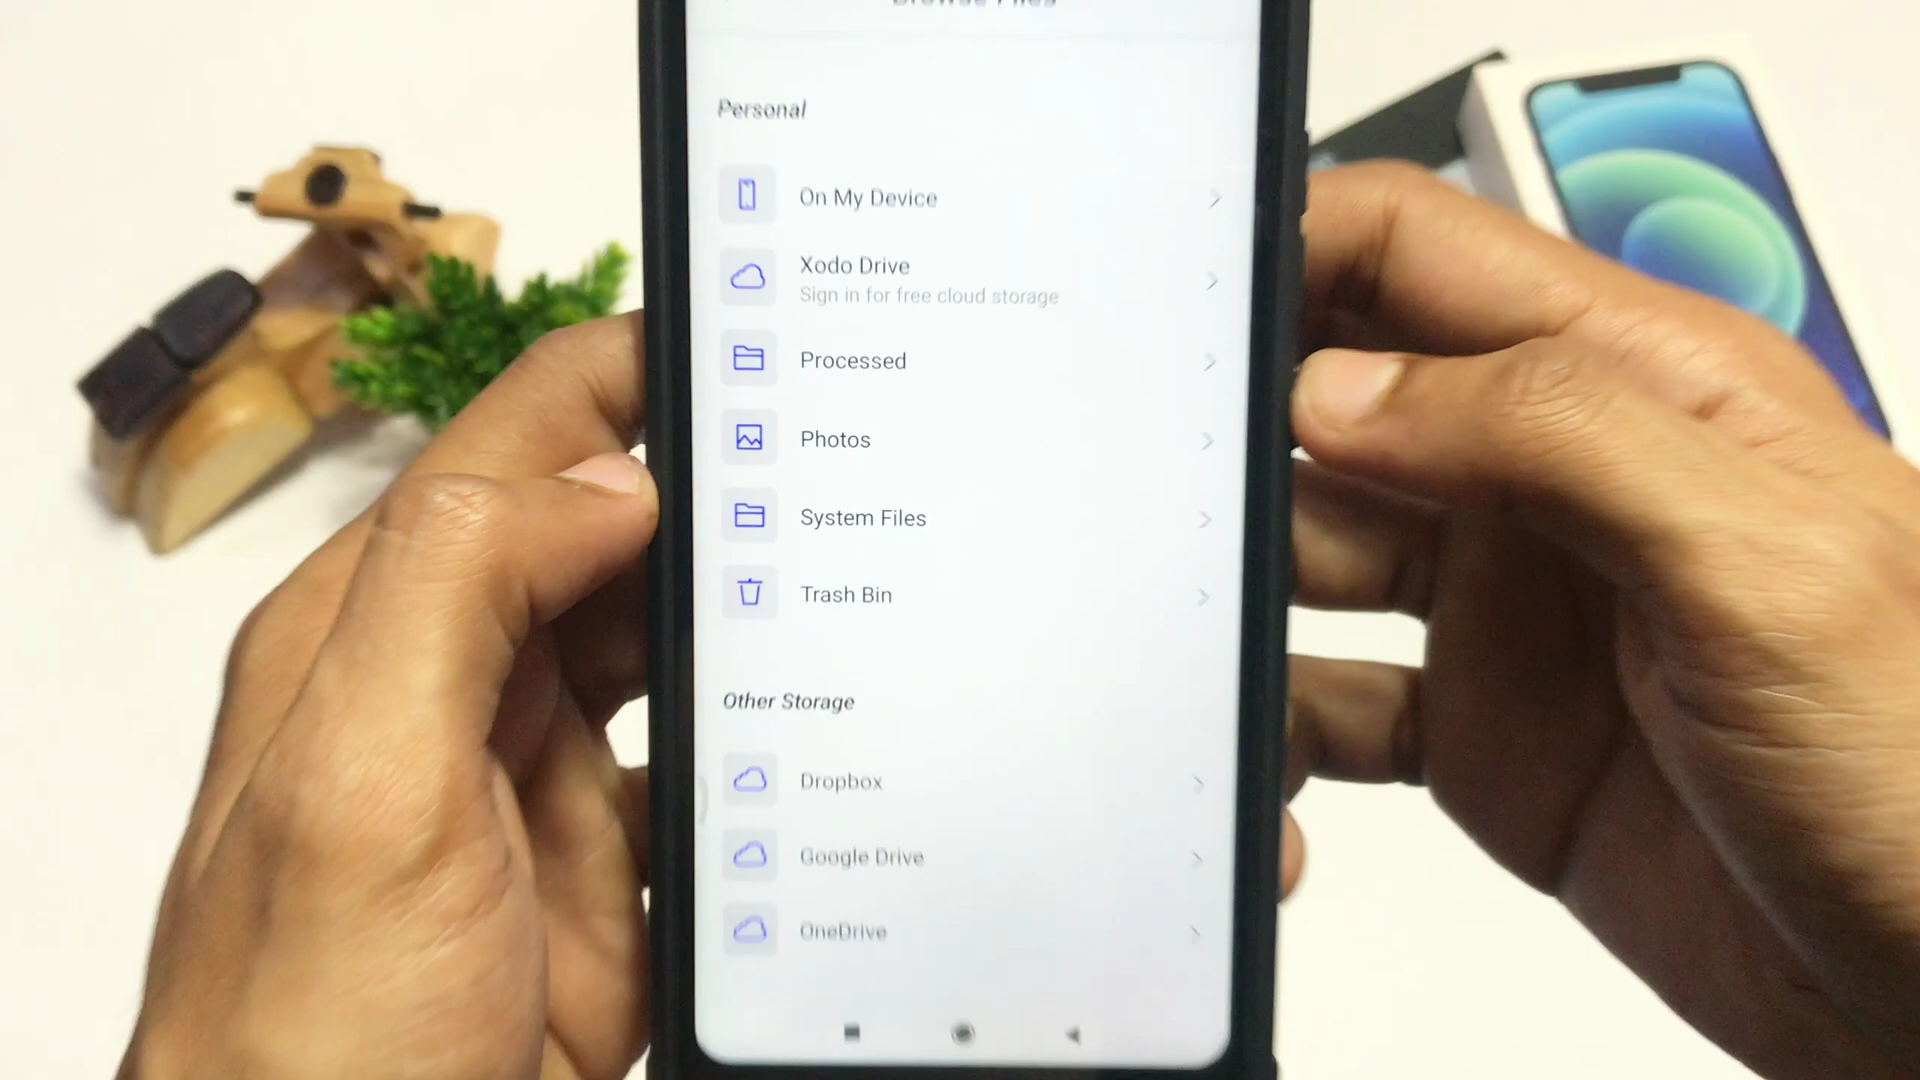 Browse Files
Personal
On My Device
Xodo Drive
Sign in for free cloud storage
Processed
Photos
System Files
Trash Bin
Other Storage
Dropbox
Google Drive
OneDrive